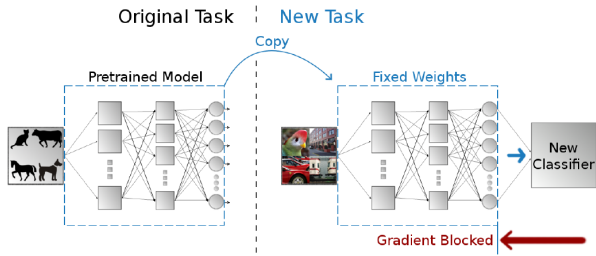 Original Task
New Task
Copy
Pretrained Model
Fixed Weights
New
Classifier
Gradient Blocked